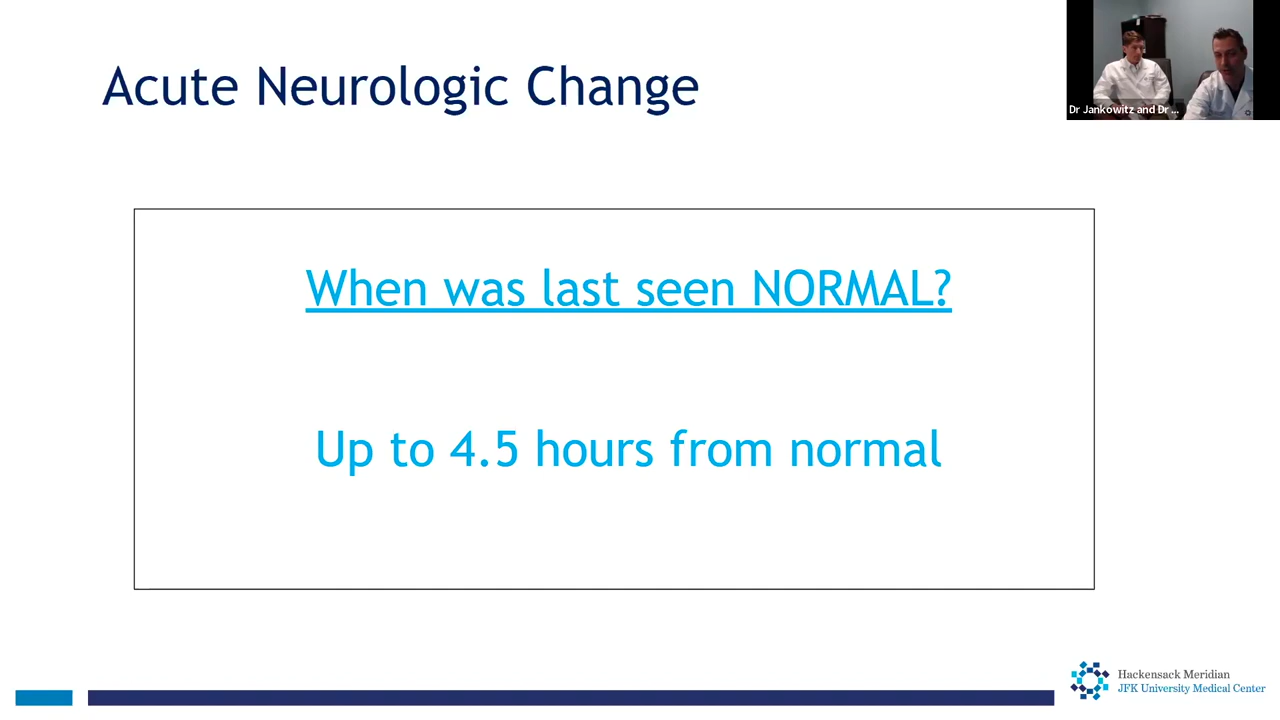 Acute Neurologic Change
Dr Jankowitz and Dr ...
When was last seen NORMAL?
Up to 4.5 hours from normal
Hackensack Meridian
JFK University Medical Center